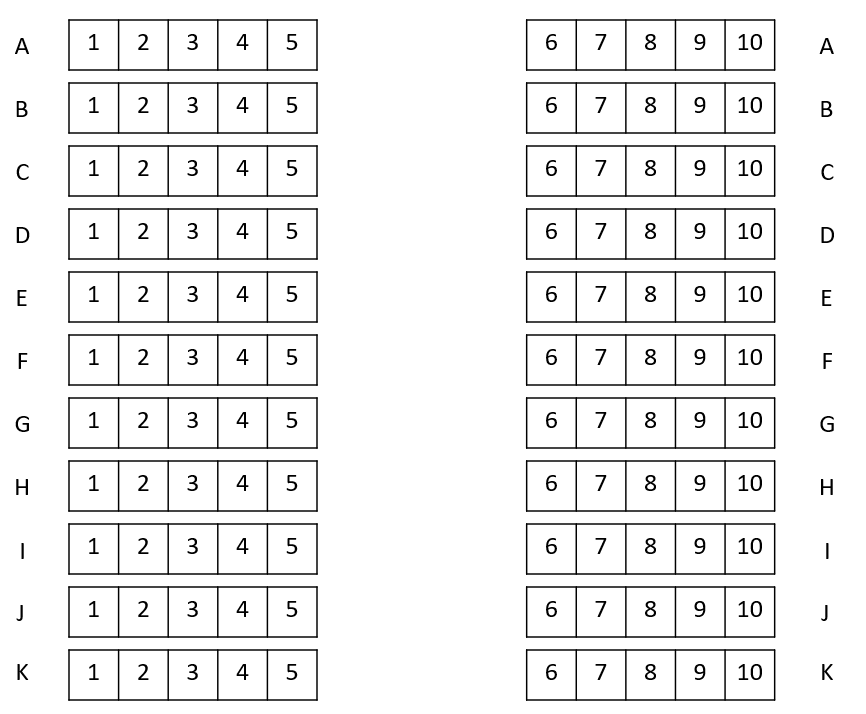 A 1 2 3 4 5 6 7 8 9 10 A
B 1 2 3 4 5 6 7 8 9 10 B
C 1 2 3 4 5 6 7 8 9 10 C
D 1 2 3 4 5 6 7 8 9 10 D
E 1 2 3 4 5 6 7 8 9 10 E
F 1 2 3 4 5 6 7 8 9 10 F
G 1 2 3 4 5 6 7 8 9 10 G
H 1 2 3 4 5 6 7 8 9 10 H
I 1 2 3 4 5 6 7 8 9 10 I
J 1 2 3 4 5 6 7 8 9 10 J
K 1 2 3 4 5 6 7 8 9 10 K